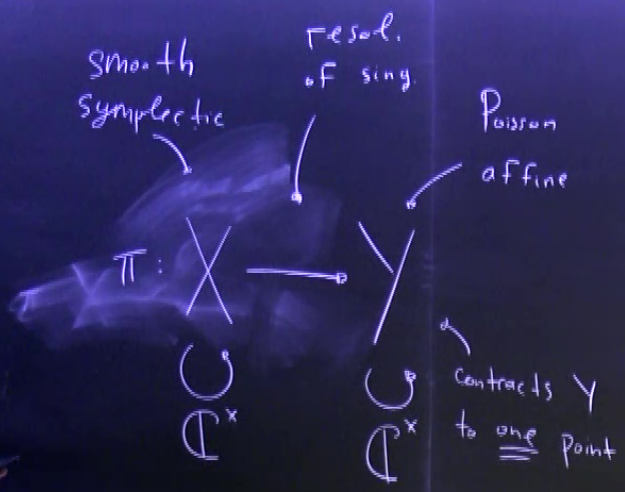 smooth
symplectic
resol.
of sing.
Poisson
affine
π : X → Y
ℂ^×
ℂ^×
contracts Y
to one point